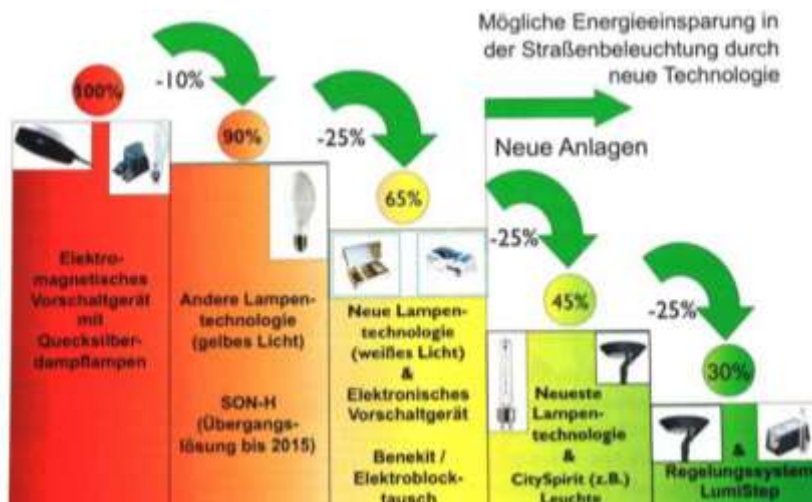 Mögliche Energieeinsparung in
der Straßenbeleuchtung durch
neue Technologie
Neue Anlagen
100%
-10%
90%
-25%
65%
-25%
45%
-25%
30%
Elektro-
magnetisches
Vorschaltgerät
mit
Quecksilber-
dampflampen
Andere Lampen-
technologie
(gelbes Licht)
SON-H
(Übergangs-
lösung bis 2015)
Neue Lampen-
technologie
(weißes Licht)
&
Elektronisches
Vorschaltgerät
Benekit /
Elektroblock-
tausch
Neueste
Lampen-
technologie
&
CitySpirit (z.B.)
Leuchte
&
Regelungssystem
LumiStep